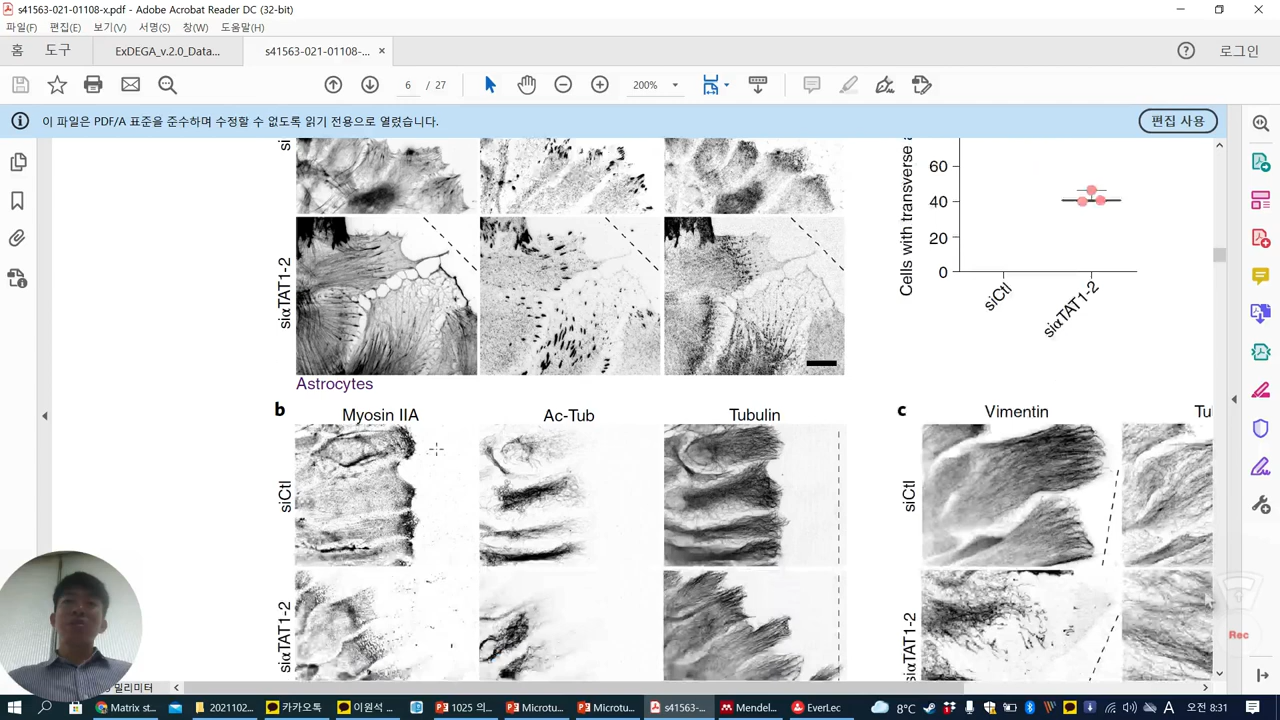 s41563-021-01108-x.pdf - Adobe Acrobat Reader DC (32-bit)
파일(F) 편집(E) 보기(V) 서명(S) 창(W) 도움말(H)
홈 도구 ExDEGA_v.2.0_Data... s41563-021-01108-... × 로그인
6 / 27 200%
이 파일은 PDF/A 표준을 준수하며 수정할 수 없도록 읽기 전용으로 열렸습니다. 편집 사용
siαTAT1-2
Astrocytes
Cells with transverse
60
40
20
0
siCtl siαTAT1-2
b Myosin IIA Ac-Tub Tubulin
siCtl
siαTAT1-2
c Vimentin Tu
siCtl
siαTAT1-2
Rec
밀리미터
Matrix st... 2021102... 카카오톡 이원석 ... 1025 의... Microtu... Microtu... s41563-... Mendel... EverLec 8°C A 오전 8:31